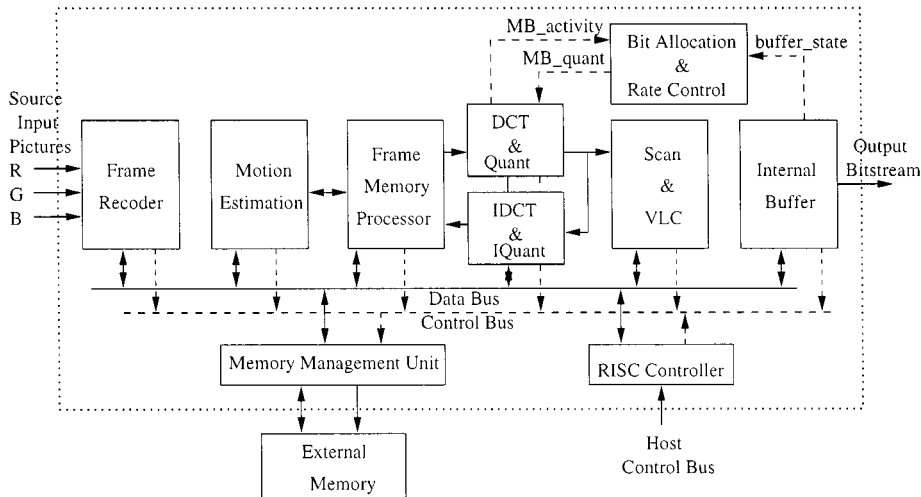 MB_activity
MB_quant
Bit Allocation
&
Rate Control
buffer_state
Source
Input
Pictures
R
G
B
Frame
Recoder
Motion
Estimation
Frame
Memory
Processor
DCT
&
Quant
IDCT
&
IQuant
Scan
&
VLC
Internal
Buffer
Output
Bitstream
Data Bus
Control Bus
Memory Management Unit
RISC Controller
External
Memory
Host
Control Bus